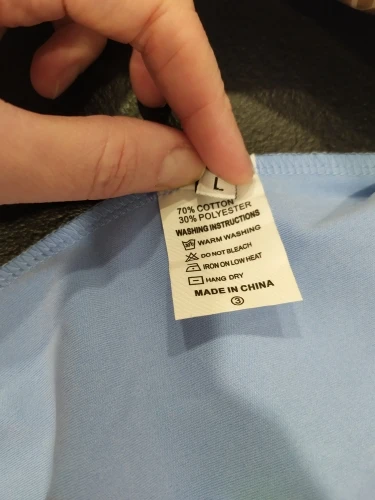 L
70% COTTON
30% POLYESTER
WASHING INSTRUCTIONS
WARM WASHING
DO NOT BLEACH
IRON ON LOW HEAT
HANG DRY
MADE IN CHINA
3